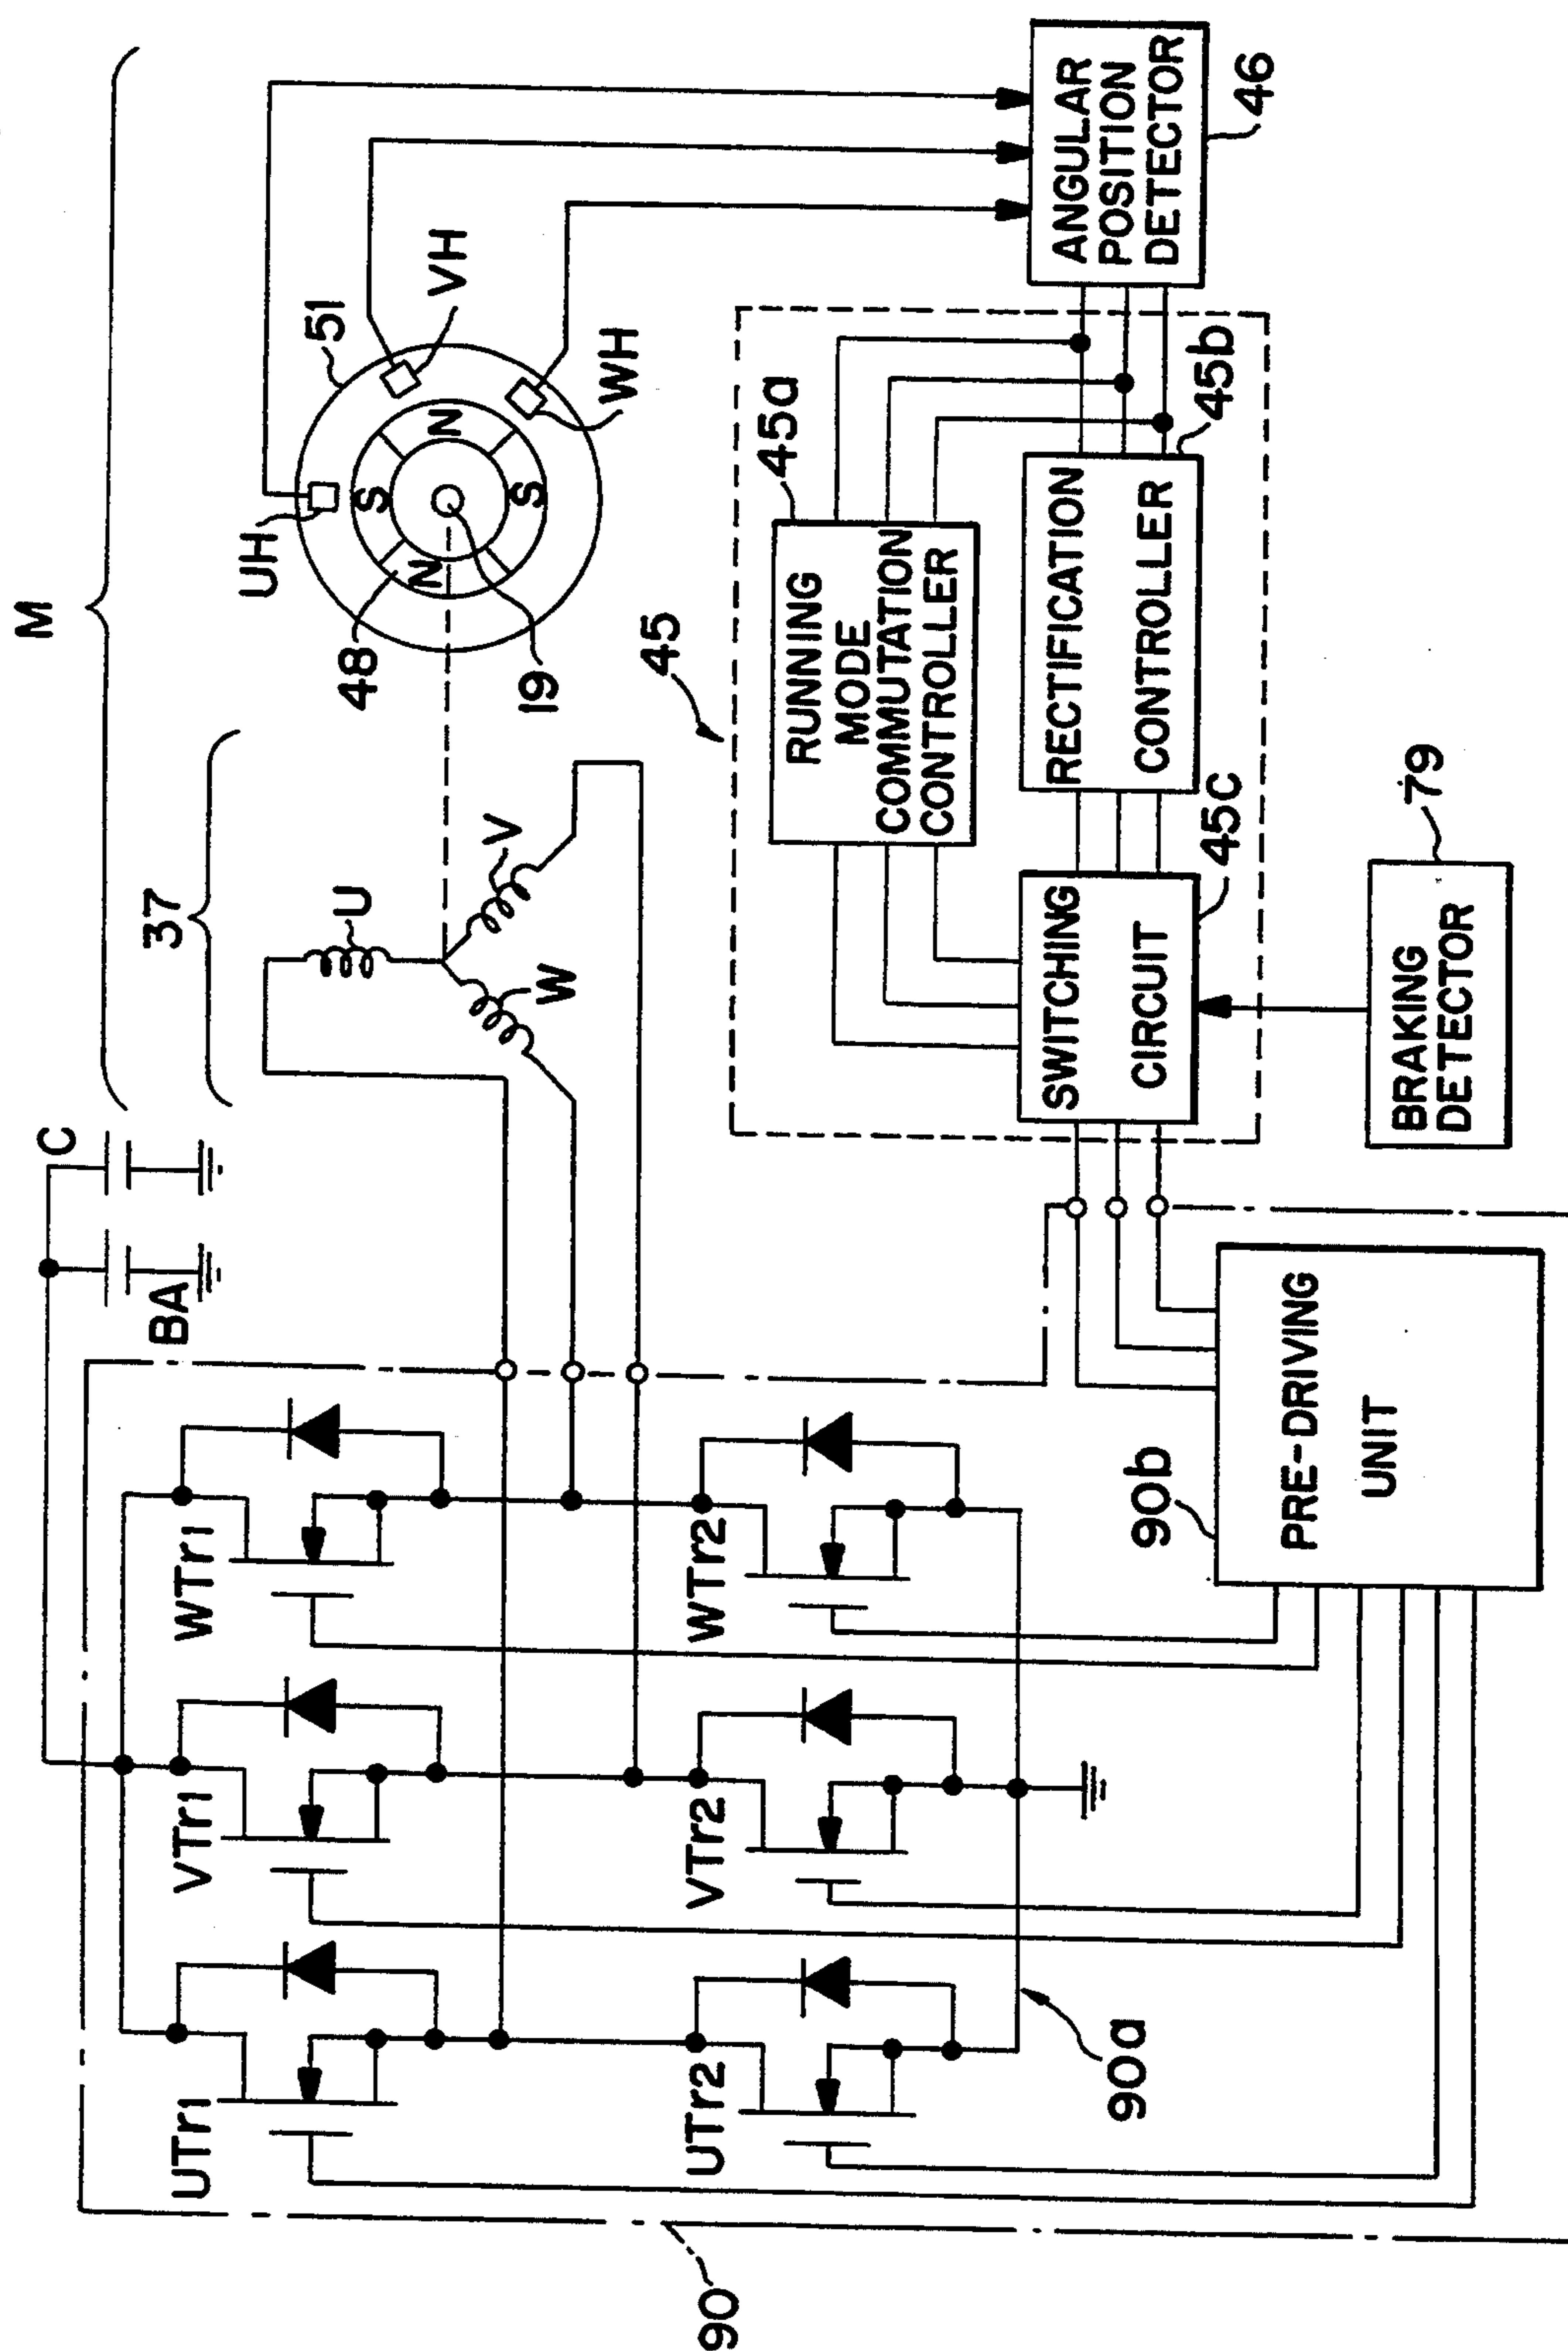 M
37
C
BA
U
V
W
UH
VH
WH
51
S
N
N
S
48
19
WTr1
VTr1
UTr1
WTr2
VTr2
UTr2
90a
90
90b
PRE-DRIVING
UNIT
45
45a
RUNNING
MODE
COMMUTATION
CONTROLLER
45b
RECTIFICATION
CONTROLLER
45C
SWITCHING
CIRCUIT
ANGULAR
POSITION
DETECTOR
46
79
BRAKING
DETECTOR